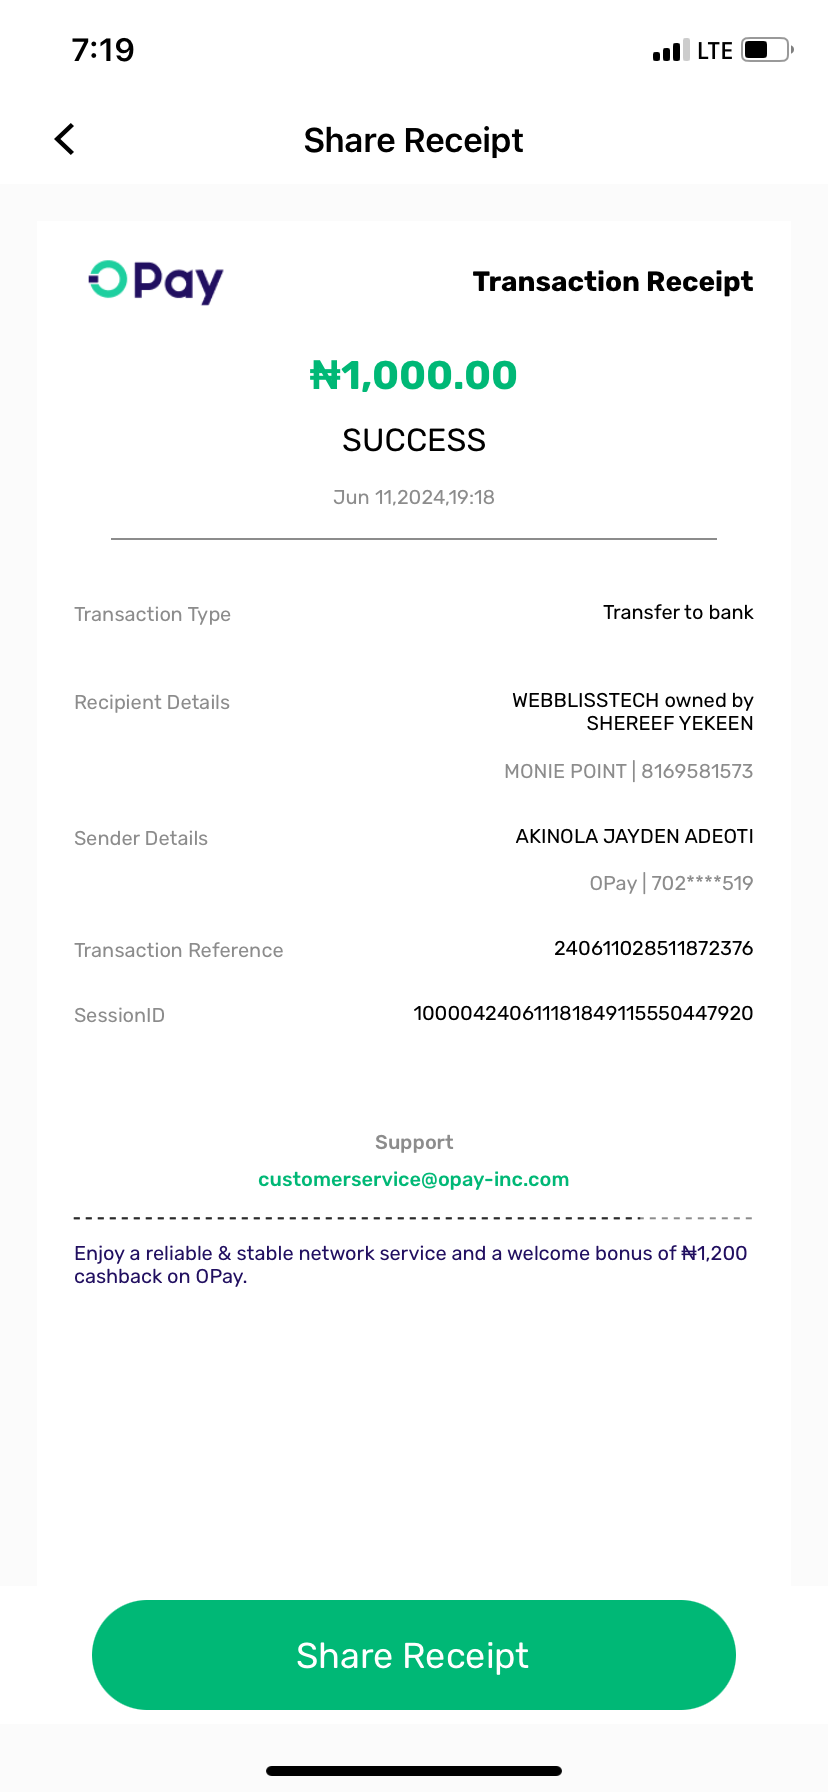 7:19 LTE
Share Receipt
OPay Transaction Receipt
₦1,000.00
SUCCESS
Jun 11,2024,19:18
Transaction Type Transfer to bank
Recipient Details WEBBLISSTECH owned by
SHEREEF YEKEEN
MONIE POINT | 8169581573
Sender Details AKINOLA JAYDEN ADEOTI
OPay | 702****519
Transaction Reference 240611028511872376
SessionID 100004240611181849115550447920
Support
customerservice@opay-inc.com
Enjoy a reliable & stable network service and a welcome bonus of ₦1,200
cashback on OPay.
Share Receipt